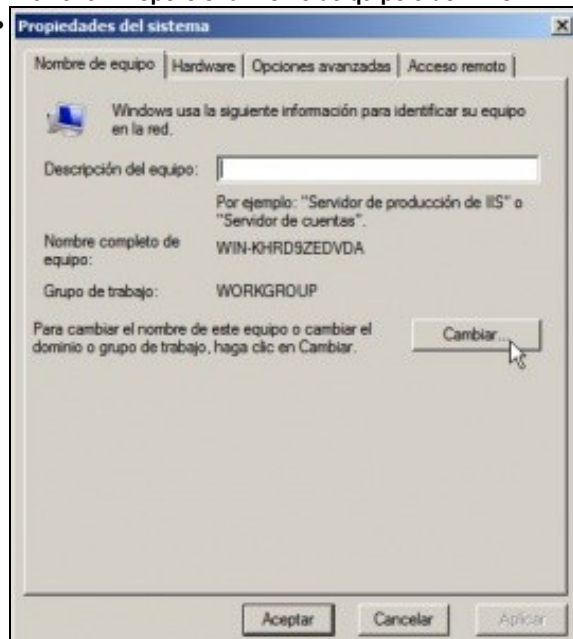 Propiedades del sistema
Nombre de equipo Hardware Opciones avanzadas Acceso remoto
Windows usa la siguiente información para identificar su equipo
en la red.
Descripción del equipo:
Por ejemplo: "Servidor de producción de IIS" o
"Servidor de cuentas".
Nombre completo de
equipo:
WIN-KHRD9ZEDVDA
Grupo de trabajo: WORKGROUP
Para cambiar el nombre de este equipo o cambiar el
dominio o grupo de trabajo, haga clic en Cambiar.
Cambiar...
Aceptar Cancelar Aplicar